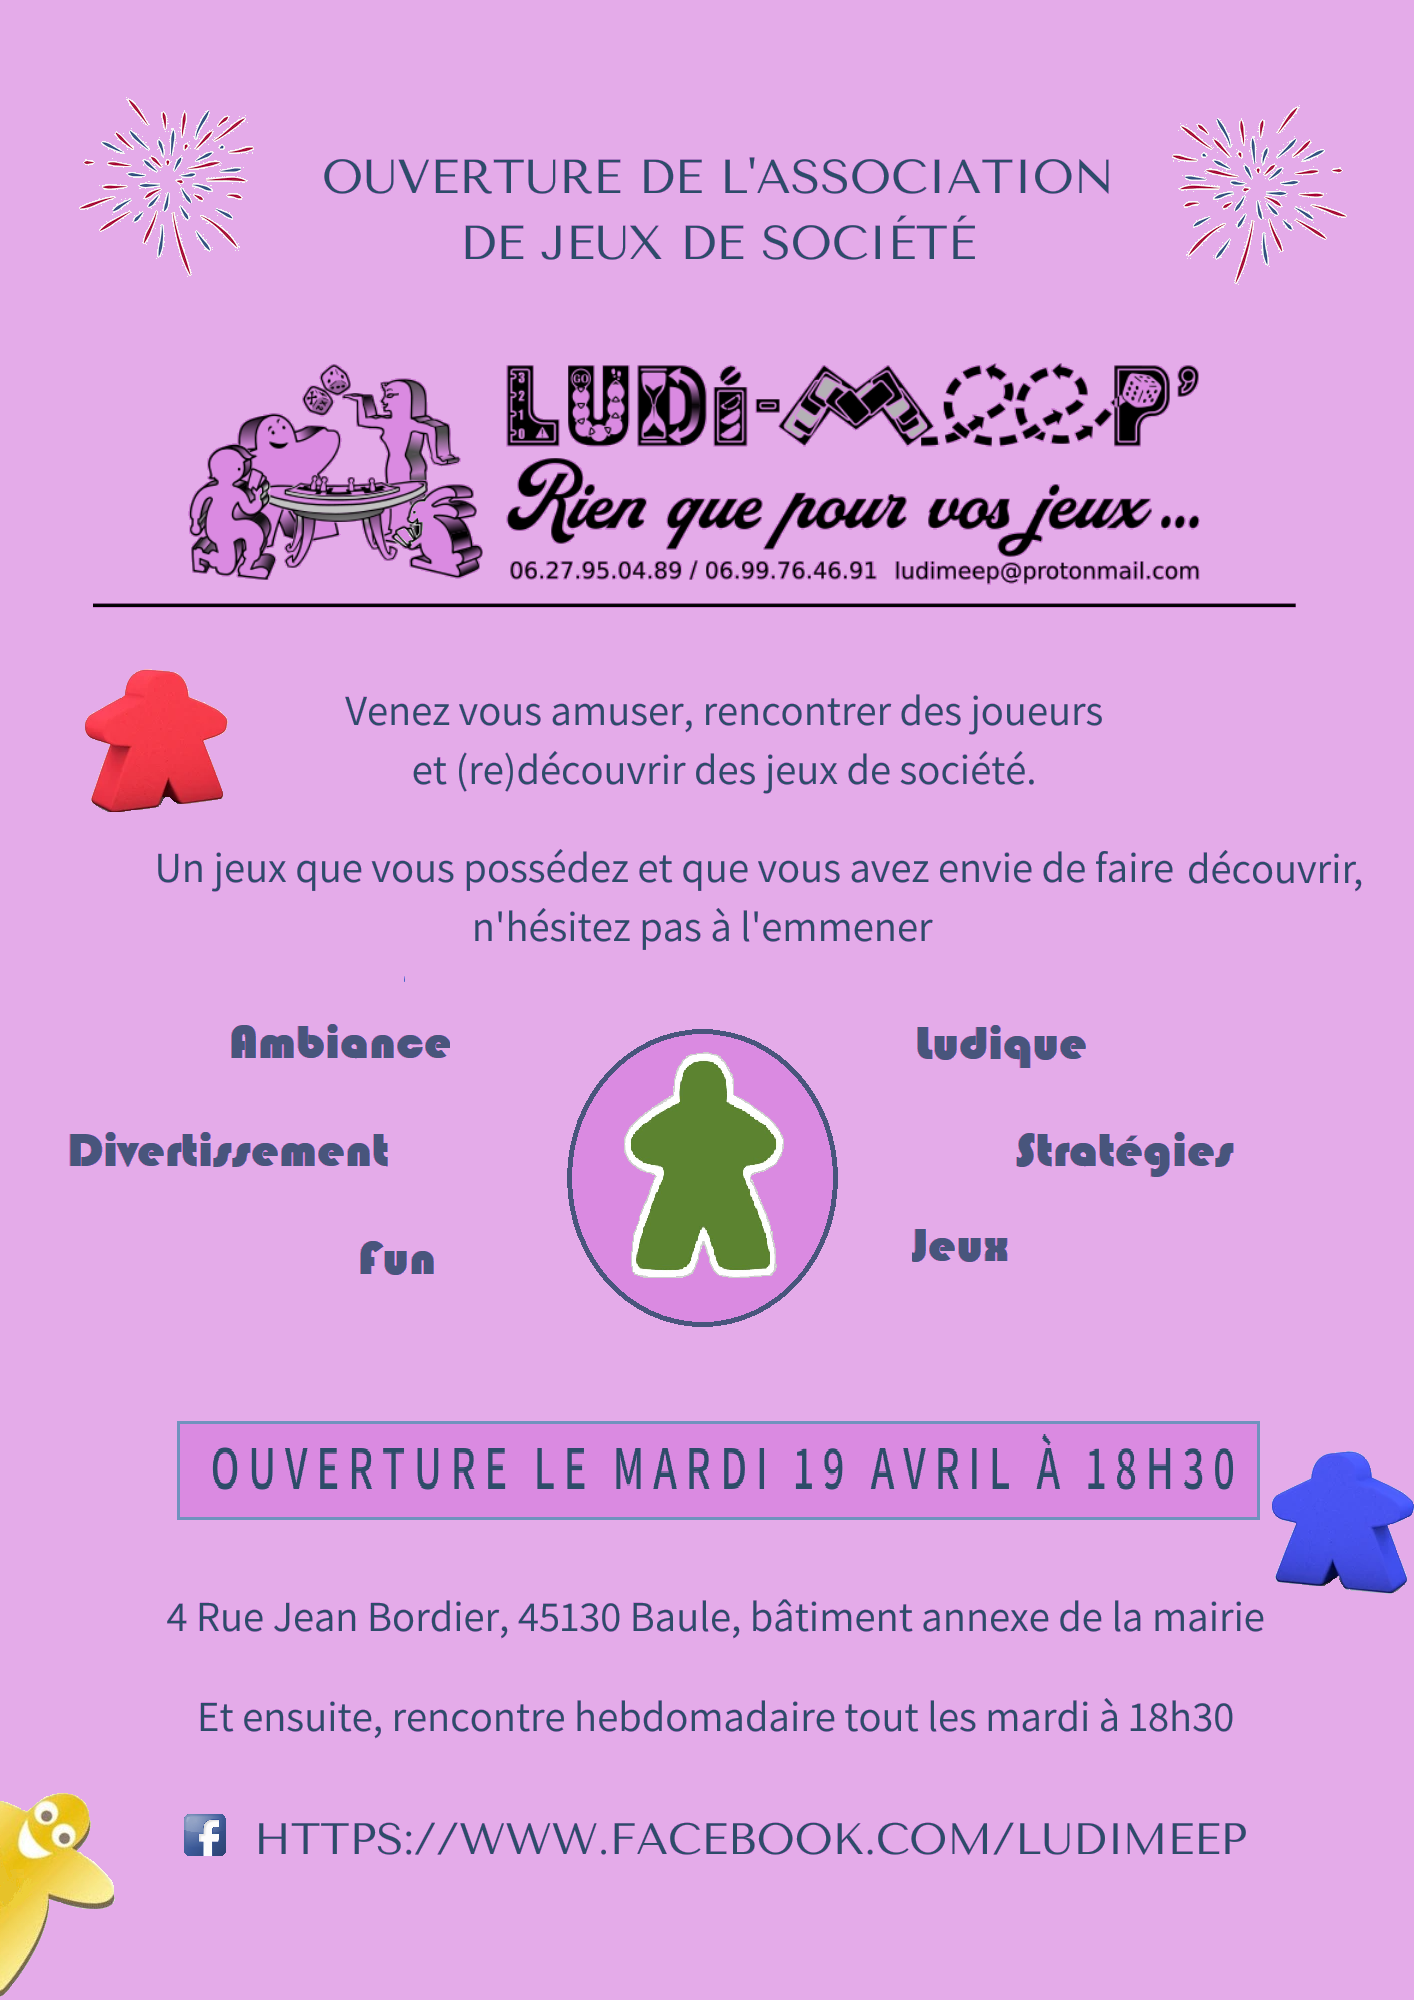 OUVERTURE DE L'ASSOCIATION
DE JEUX DE SOCIÉTÉ
LUDI-MEEP'
Rien que pour vos jeux...
06.27.95.04.89 / 06.99.76.46.91 ludimeep@protonmail.com
Venez vous amuser, rencontrer des joueurs
et (re)découvrir des jeux de société.
Un jeux que vous possédez et que vous avez envie de faire découvrir,
n'hésitez pas à l'emmener
Ambiance
Ludique
Divertissement
Stratégies
Fun
Jeux
OUVERTURE LE MARDI 19 AVRIL À 18H30
4 Rue Jean Bordier, 45130 Baule, bâtiment annexe de la mairie
Et ensuite, rencontre hebdomadaire tout les mardi à 18h30
HTTPS://WWW.FACEBOOK.COM/LUDIMEEP